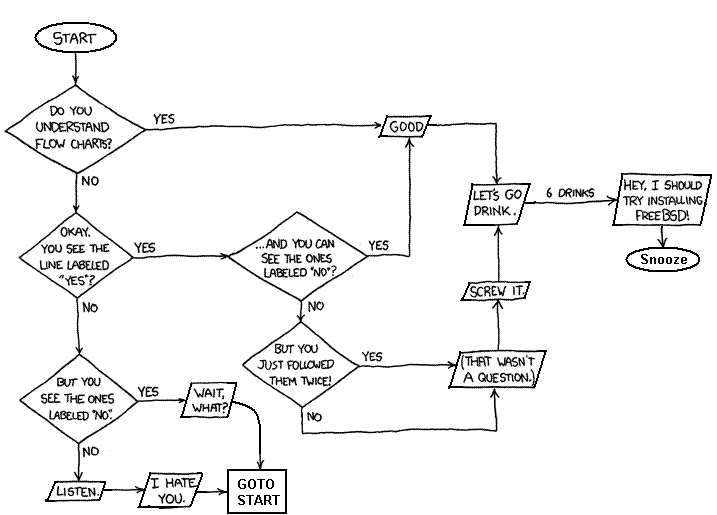 START
DO YOU
UNDERSTAND
FLOW CHARTS?
YES
GOOD
NO
LET'S GO
DRINK.
6 DRINKS
HEY, I SHOULD
TRY INSTALLING
FREEBSD!
Snooze
OKAY.
YOU SEE THE
LINE LABELED
"YES"?
YES
...AND YOU CAN
SEE THE ONES
LABELED "NO"?
YES
NO
NO
SCREW IT.
BUT YOU
JUST FOLLOWED
THEM TWICE!
YES
(THAT WASN'T
A QUESTION.)
NO
BUT YOU
SEE THE ONES
LABELED "NO".
YES
WAIT,
WHAT?
NO
LISTEN.
I HATE
YOU.
GOTO
START